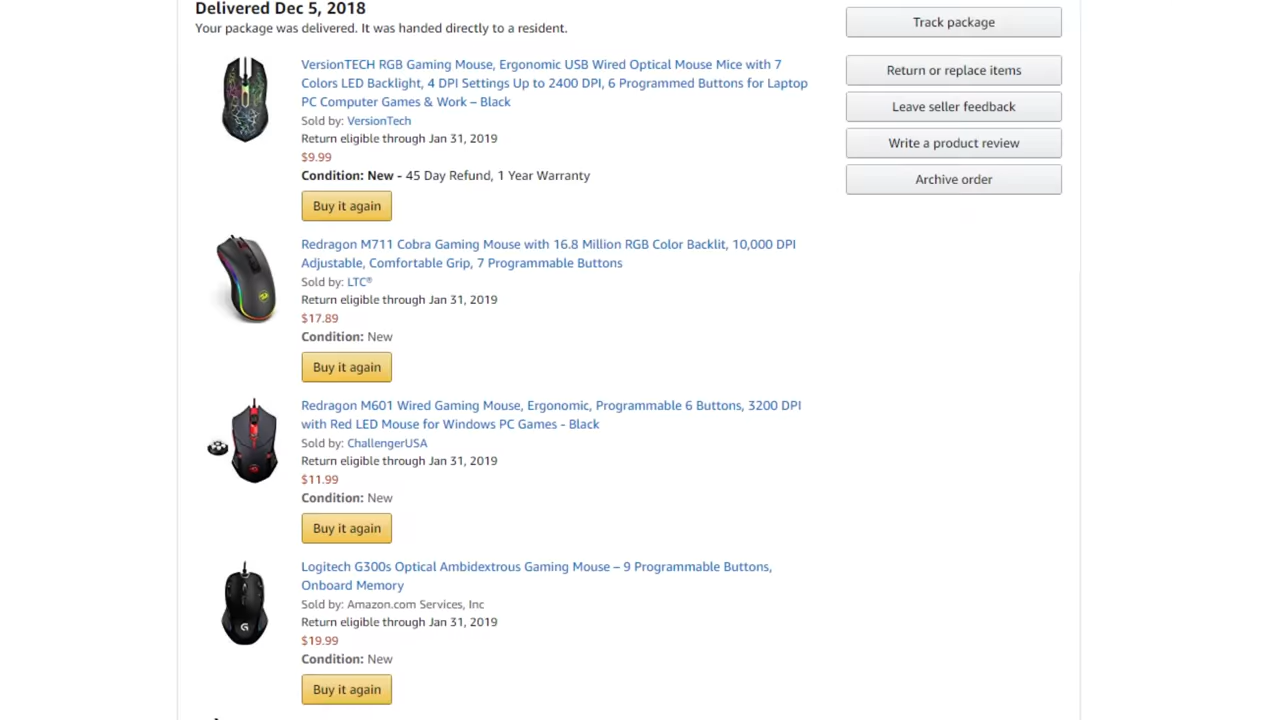 Delivered Dec 5, 2018
Your package was delivered. It was handed directly to a resident.
Track package
Return or replace items
Leave seller feedback
Write a product review
Archive order
VersionTECH RGB Gaming Mouse, Ergonomic USB Wired Optical Mouse Mice with 7
Colors LED Backlight, 4 DPI Settings Up to 2400 DPI, 6 Programmed Buttons for Laptop
PC Computer Games & Work – Black
Sold by: VersionTech
Return eligible through Jan 31, 2019
$9.99
Condition: New - 45 Day Refund, 1 Year Warranty
Buy it again
Redragon M711 Cobra Gaming Mouse with 16.8 Million RGB Color Backlit, 10,000 DPI
Adjustable, Comfortable Grip, 7 Programmable Buttons
Sold by: LTC®
Return eligible through Jan 31, 2019
$17.89
Condition: New
Buy it again
Redragon M601 Wired Gaming Mouse, Ergonomic, Programmable 6 Buttons, 3200 DPI
with Red LED Mouse for Windows PC Games - Black
Sold by: ChallengerUSA
Return eligible through Jan 31, 2019
$11.99
Condition: New
Buy it again
Logitech G300s Optical Ambidextrous Gaming Mouse – 9 Programmable Buttons,
Onboard Memory
Sold by: Amazon.com Services, Inc
Return eligible through Jan 31, 2019
$19.99
Condition: New
Buy it again